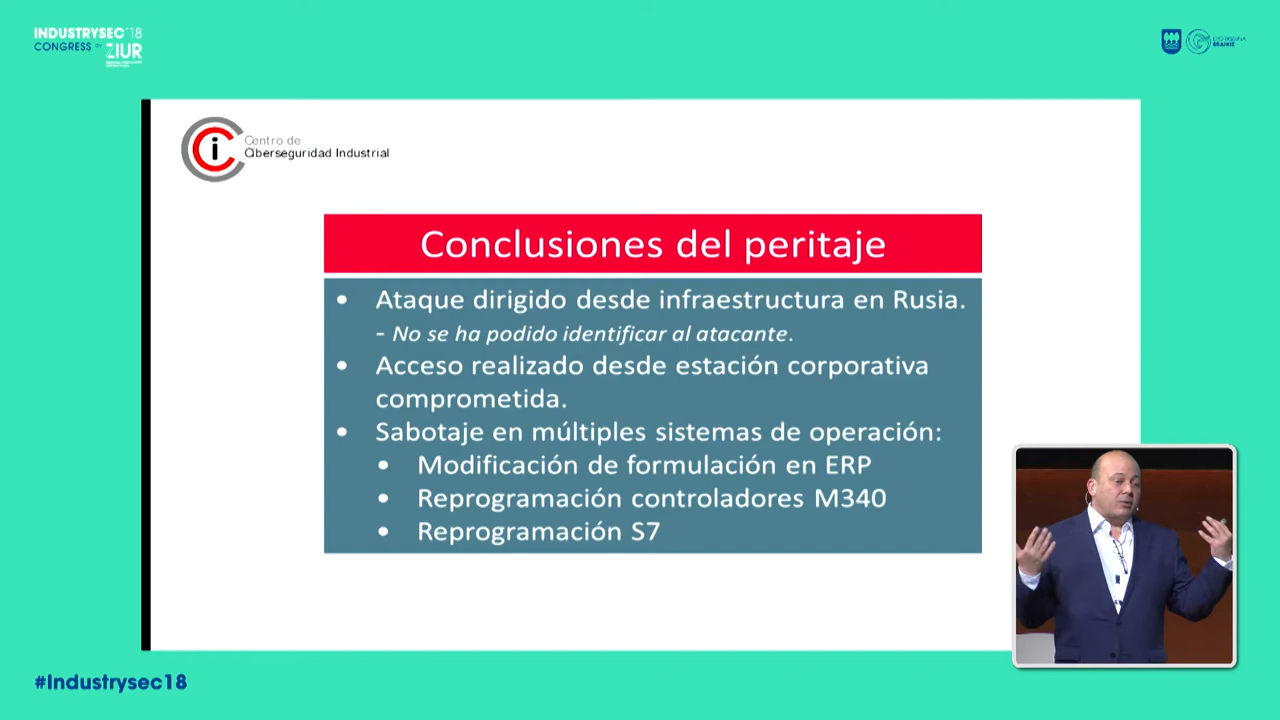 INDUSTRYSEC'18
CONGRESS BY ZIUR
Centro de
Ciberseguridad Industrial
Conclusiones del peritaje
• Ataque dirigido desde infraestructura en Rusia.
- No se ha podido identificar al atacante.
• Acceso realizado desde estación corporativa
comprometida.
• Sabotaje en múltiples sistemas de operación:
• Modificación de formulación en ERP
• Reprogramación controladores M340
• Reprogramación S7
#Industrysec18